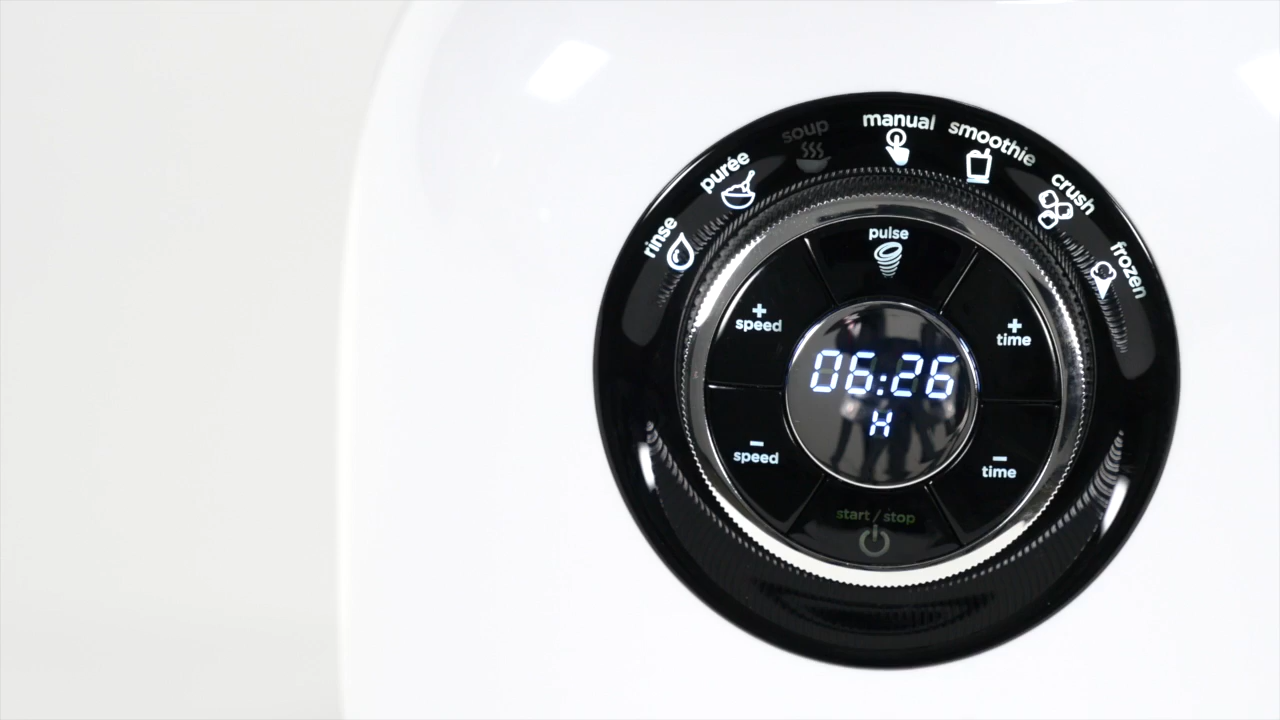 rinse
purée
soup
manual
smoothie
crush
frozen
pulse
+
speed
+
time
06:26
H
−
speed
−
time
start/stop